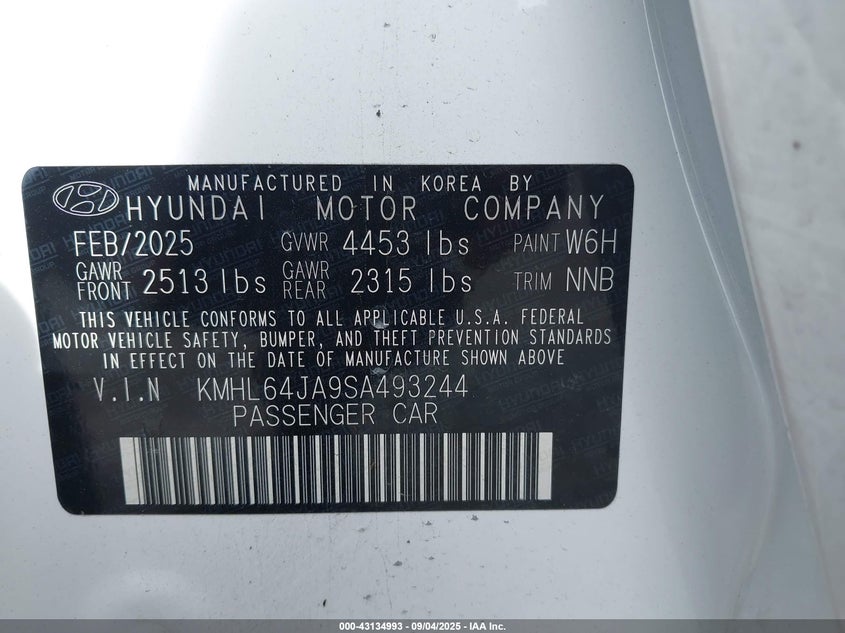 MANUFACTURED IN KOREA BY
HYUNDAI MOTOR COMPANY
FEB/2025 GVWR 4453 lbs PAINT W6H
GAWR FRONT 2513 lbs GAWR REAR 2315 lbs TRIM NNB
THIS VEHICLE CONFORMS TO ALL APPLICABLE U.S.A. FEDERAL
MOTOR VEHICLE SAFETY, BUMPER, AND THEFT PREVENTION STANDARDS
IN EFFECT ON THE DATE OF MANUFACTURE SHOWN ABOVE
V.I.N KMHL64JA9SA493244
PASSENGER CAR
000-43134993 - 09/04/2025 - IAA Inc.